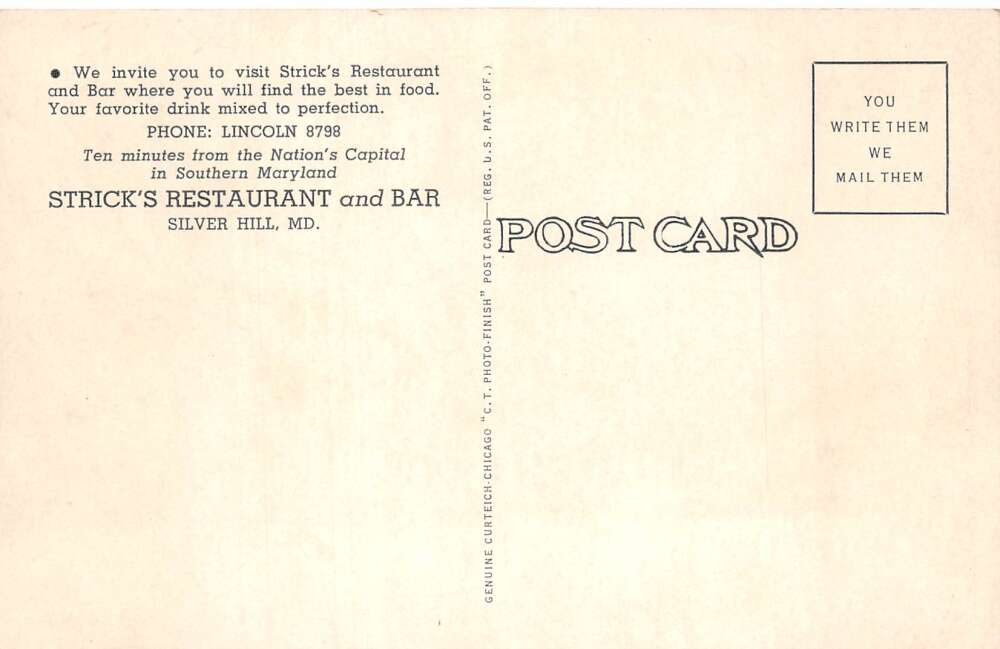 ● We invite you to visit Strick's Restaurant
and Bar where you will find the best in food.
Your favorite drink mixed to perfection.
PHONE: LINCOLN 8798
Ten minutes from the Nation's Capital
in Southern Maryland
STRICK'S RESTAURANT and BAR
SILVER HILL, MD.
GENUINE CURTEICH-CHICAGO "C.T. PHOTO-FINISH" POST CARD—(REG. U.S. PAT. OFF.)
POST CARD
YOU
WRITE THEM
WE
MAIL THEM